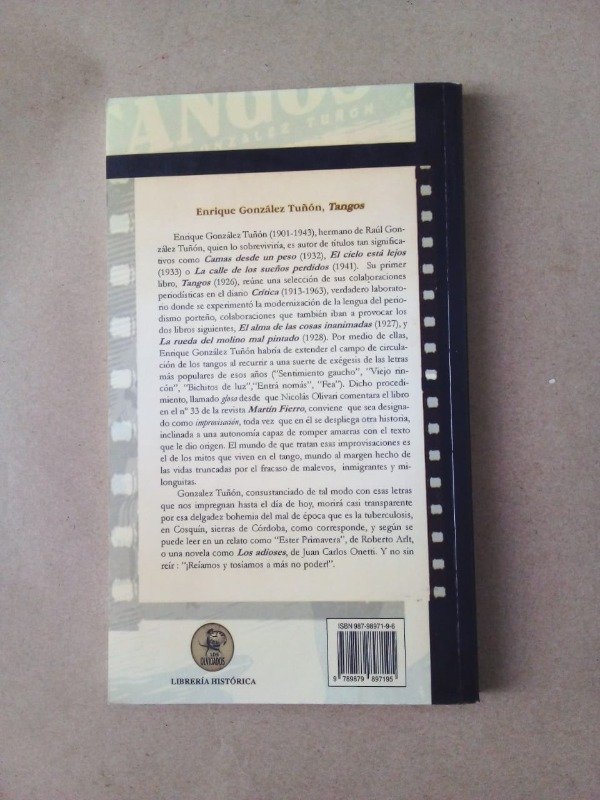 TANGOS
GONZALEZ TUÑON
Enrique González Tuñón, Tangos
Enrique González Tuñón (1901-1943), hermano de Raúl Gon-
zález Tuñón, quien lo sobreviviría, es autor de títulos tan significa-
tivos como Camas desde un peso (1932), El cielo está lejos
(1933) o La calle de los sueños perdidos (1941). Su primer
libro, Tangos (1926), reúne una selección de sus colaboraciones
periodísticas en el diario Crítica (1913-1963), verdadero laborato-
rio donde se experimentó la modernización de la lengua del perio-
dismo porteño, colaboraciones que también iban a provocar los
dos libros siguientes, El alma de las cosas inanimadas (1927), y
La rueda del molino mal pintado (1928). Por medio de ellas,
Enrique González Tuñón habría de extender el campo de circula-
ción de los tangos al recurrir a una suerte de exégesis de las letras
más populares de esos años ("Sentimiento gaucho", "Viejo rin-
cón", "Bichitos de luz","Entrá nomás", "Fea"). Dicho procedi-
miento, llamado glosa desde que Nicolás Olivari comentara el libro
en el nº 33 de la revista Martín Fierro, conviene que sea designa-
do como improvisación, toda vez que en él se despliega otra historia,
inclinada a una autonomía capaz de romper amarras con el texto
que le dio origen. El mundo de que tratan esas improvisaciones es
el de los mitos que viven en el tango, mundo al margen hecho de
las vidas truncadas por el fracaso de malevos, inmigrantes y mi-
longuitas.
Gonzalez Tuñón, consustanciado de tal modo con esas letras
que nos impregnan hasta el día de hoy, morirá casi transparente
por esa delgadez bohemia del mal de época que es la tuberculosis,
en Cosquín, sierras de Córdoba, como corresponde, y según se
puede leer en un relato como "Ester Primavera", de Roberto Arlt,
o una novela como Los adioses, de Juan Carlos Onetti. Y no sin
reír : "¡Reíamos y tosíamos a más no poder!".
LOS
OLVIDADOS
LIBRERÍA HISTÓRICA
ISBN 987-98971-9-6
9 789879 897195